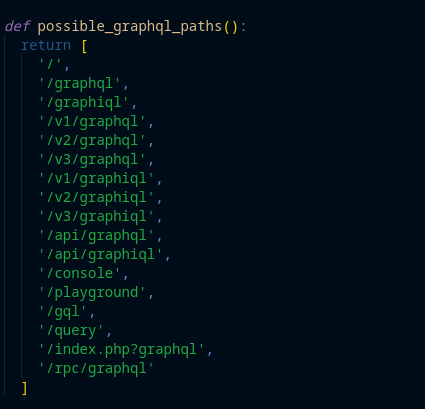 def possible_graphql_paths():
  return [
    '/',
    '/graphql',
    '/graphiql',
    '/v1/graphql',
    '/v2/graphql',
    '/v3/graphql',
    '/v1/graphiql',
    '/v2/graphiql',
    '/v3/graphiql',
    '/api/graphql',
    '/api/graphiql',
    '/console',
    '/playground',
    '/gql',
    '/query',
    '/index.php?graphql',
    '/rpc/graphql'
  ]